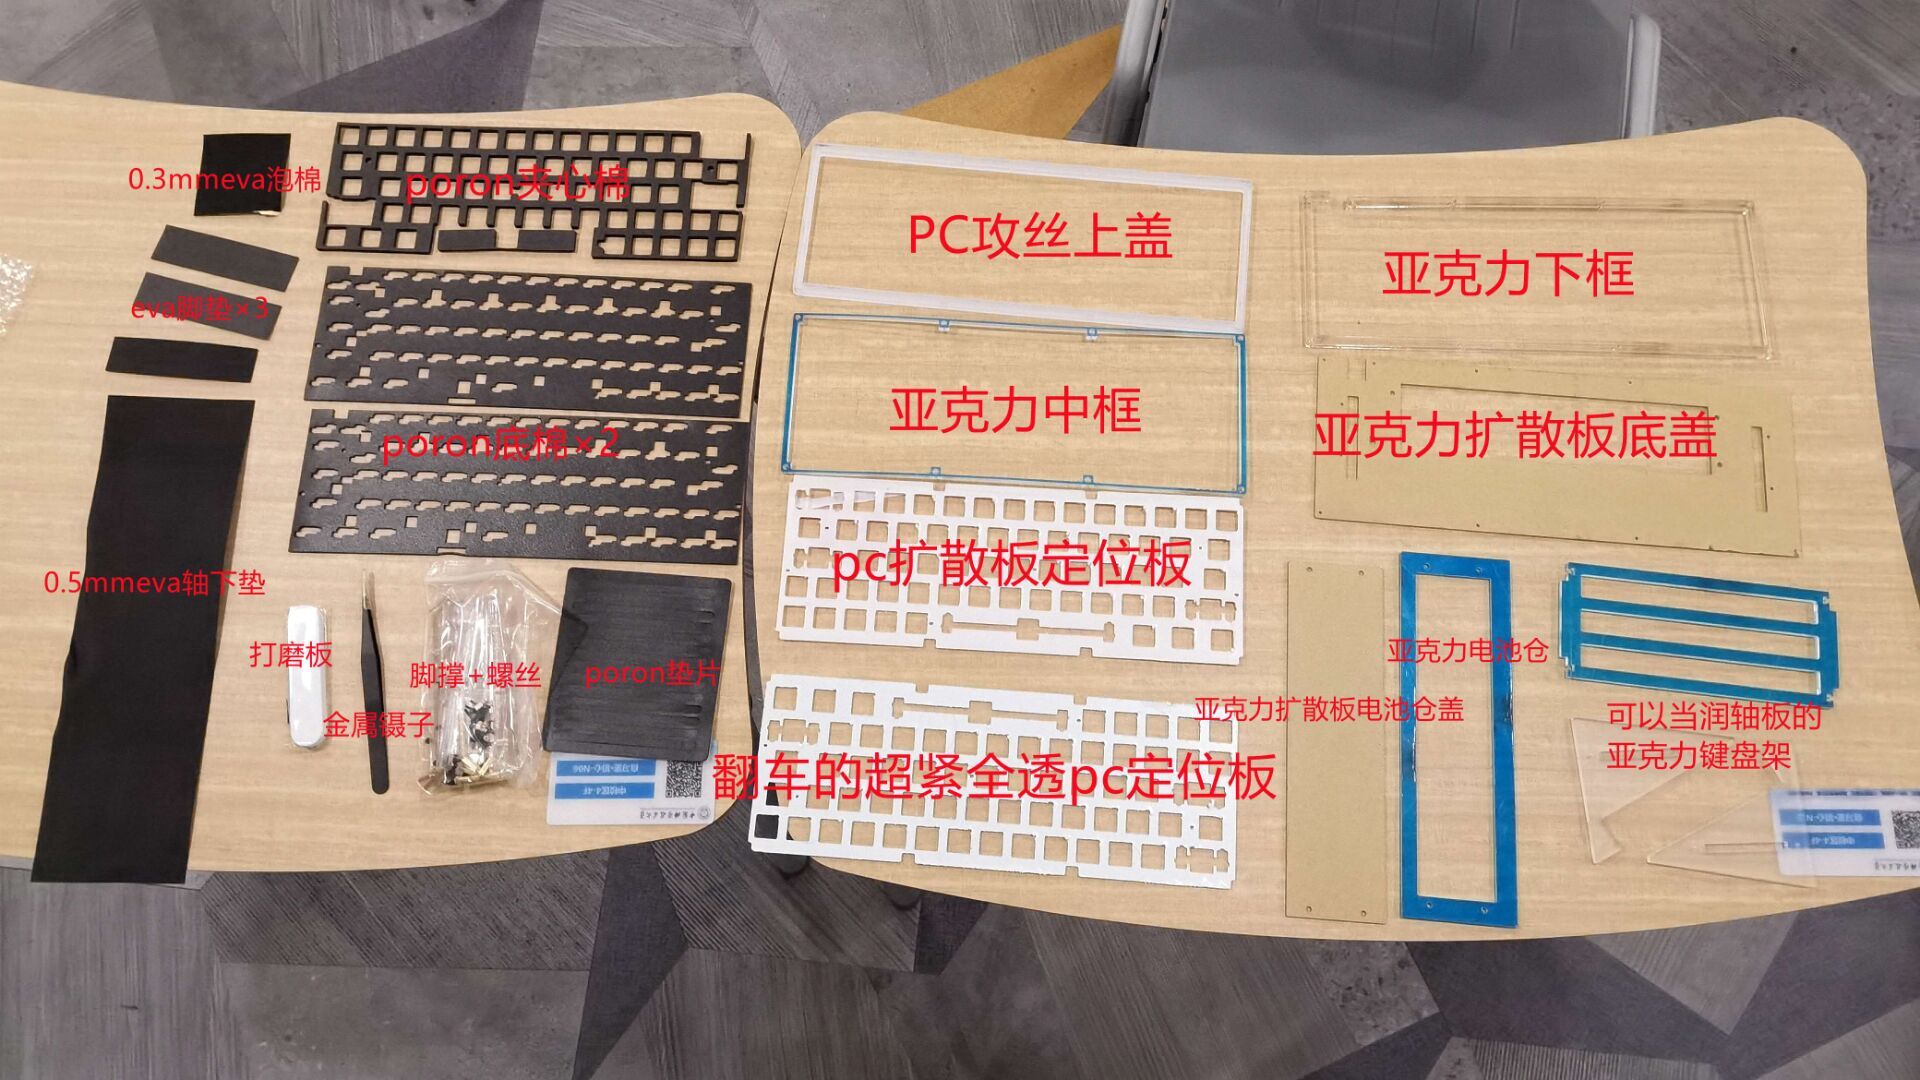 0.3mmeva泡棉
poron夹心棉
eva脚垫×3
poron底棉×2
0.5mmeva轴下垫
打磨板
金属镊子
脚撑+螺丝
poron垫片
PC攻丝上盖
亚克力下框
亚克力中框
亚克力扩散板底盖
pc扩散板定位板
翻车的超紧全透pc定位板
亚克力扩散板电池仓盖
亚克力电池仓
可以当润轴板的
亚克力键盘架